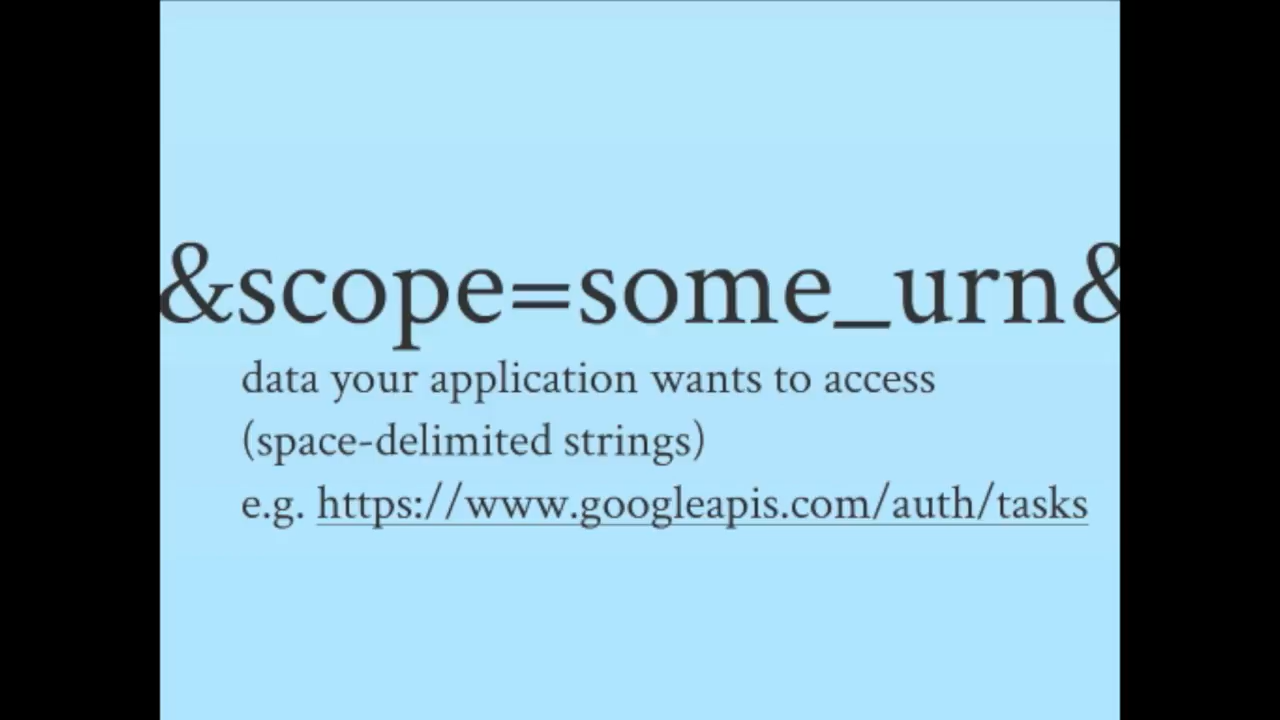 &scope=some_urn&
data your application wants to access
(space-delimited strings)
e.g. https://www.googleapis.com/auth/tasks